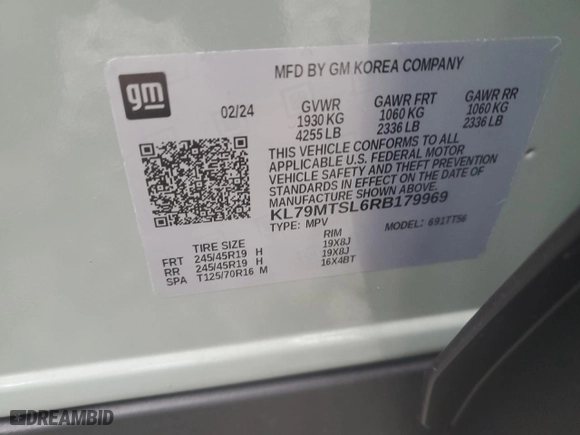 gm
MFD BY GM KOREA COMPANY
02/24 GVWR GAWR FRT GAWR RR
1930 KG 1060 KG 1060 KG
4255 LB 2336 LB 2336 LB
THIS VEHICLE CONFORMS TO ALL
APPLICABLE U.S. FEDERAL MOTOR
VEHICLE SAFETY AND THEFT PREVENTION
STANDARDS IN EFFECT ON THE DATE OF
MANUFACTURE SHOWN ABOVE.
KL79MTSL6RB179969
TYPE: MPV MODEL: 691TTS6
TIRE SIZE RIM
FRT 245/45R19 H 19X8J
RR 245/45R19 H 19X8J
SPA T125/70R16 M 16X4BT
DREAMBID